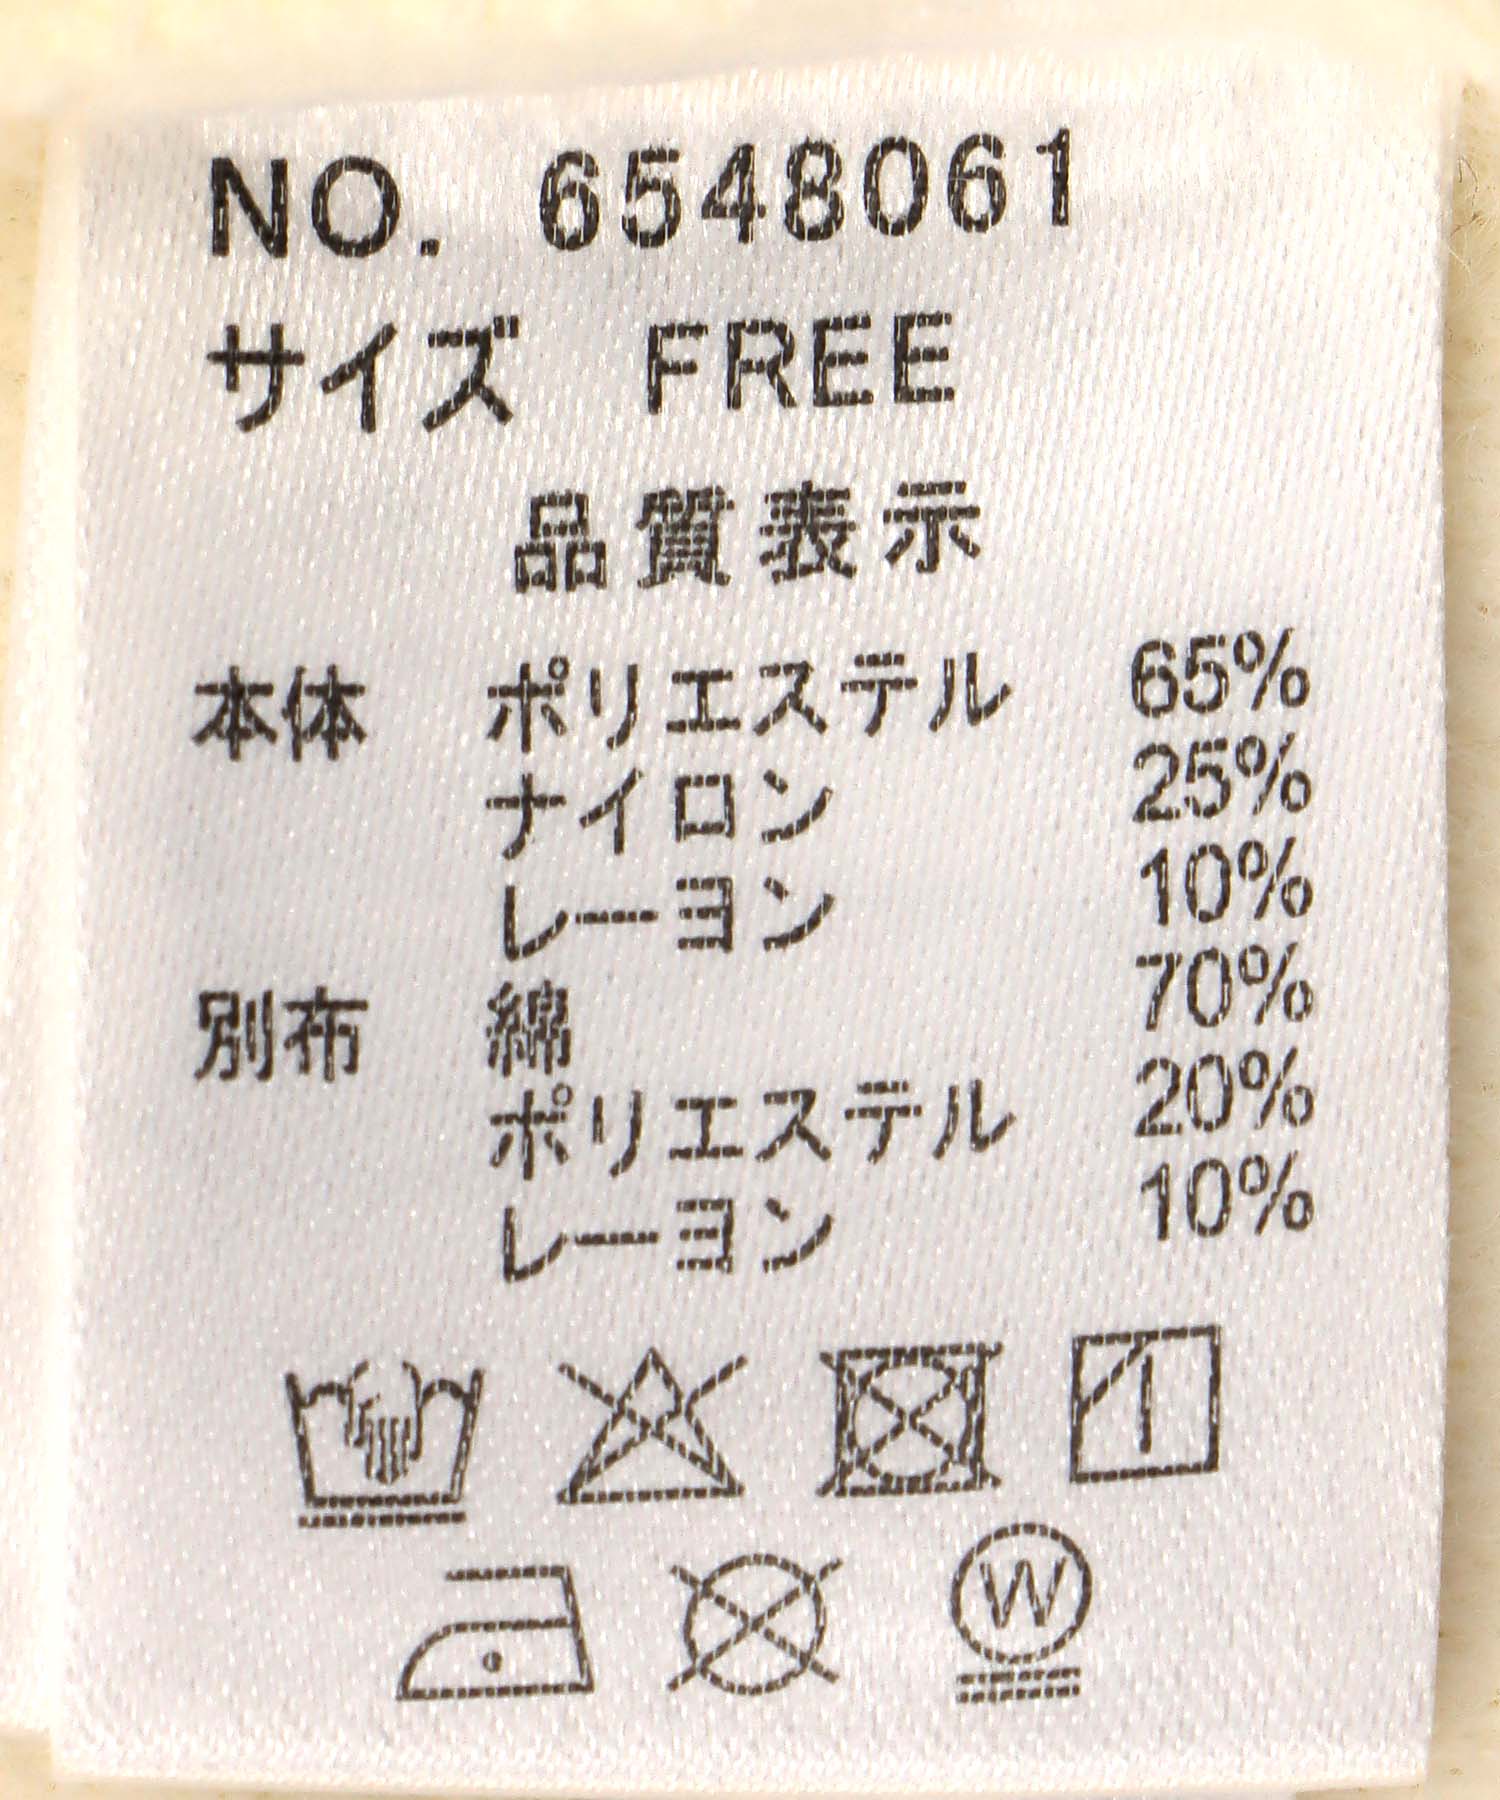 NO. 6548061
サイズ FREE
品質表示
本体 ポリエステル 65%
ナイロン 25%
レーヨン 10%
別布 綿 70%
ポリエステル 20%
レーヨン 10%
W